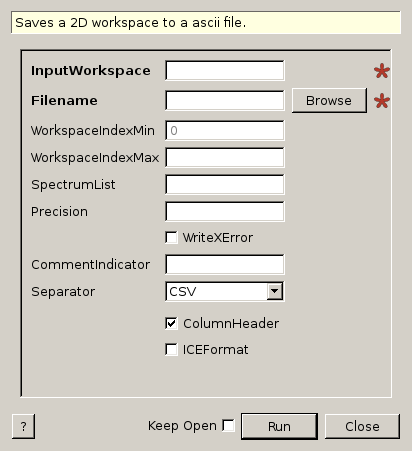 Saves a 2D workspace to a ascii file.
InputWorkspace
Filename Browse
WorkspaceIndexMin 0
WorkspaceIndexMax
SpectrumList
Precision
WriteXError
CommentIndicator
Separator CSV
ColumnHeader
ICEFormat
? Keep Open Run Close